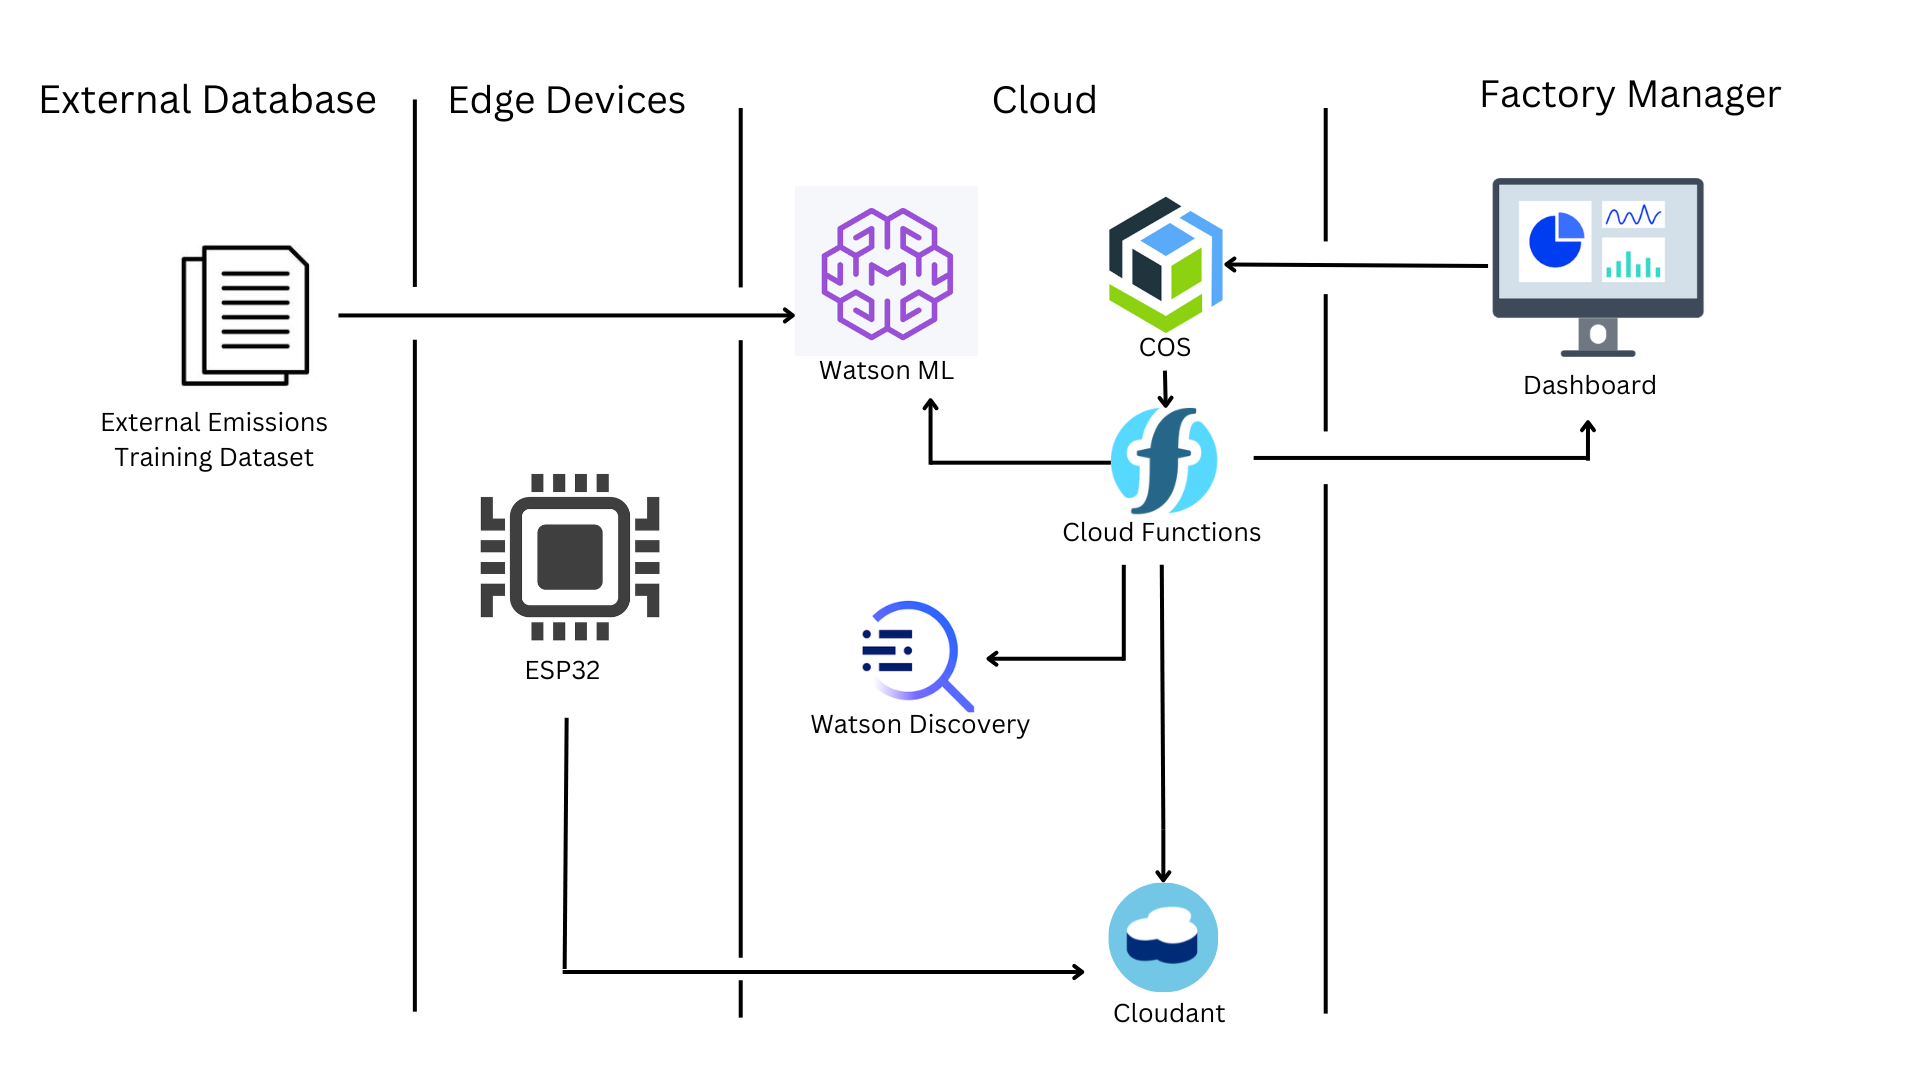 External Database
Edge Devices
Cloud
Factory Manager
Watson ML
COS
Dashboard
External Emissions
Training Dataset
Cloud Functions
ESP32
Watson Discovery
Cloudant